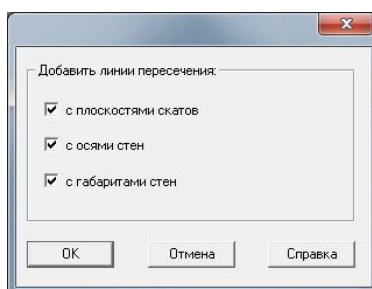 Добавить линии пересечения:
с плоскостями скатов
с осями стен
с габаритами стен
OK Отмена Справка